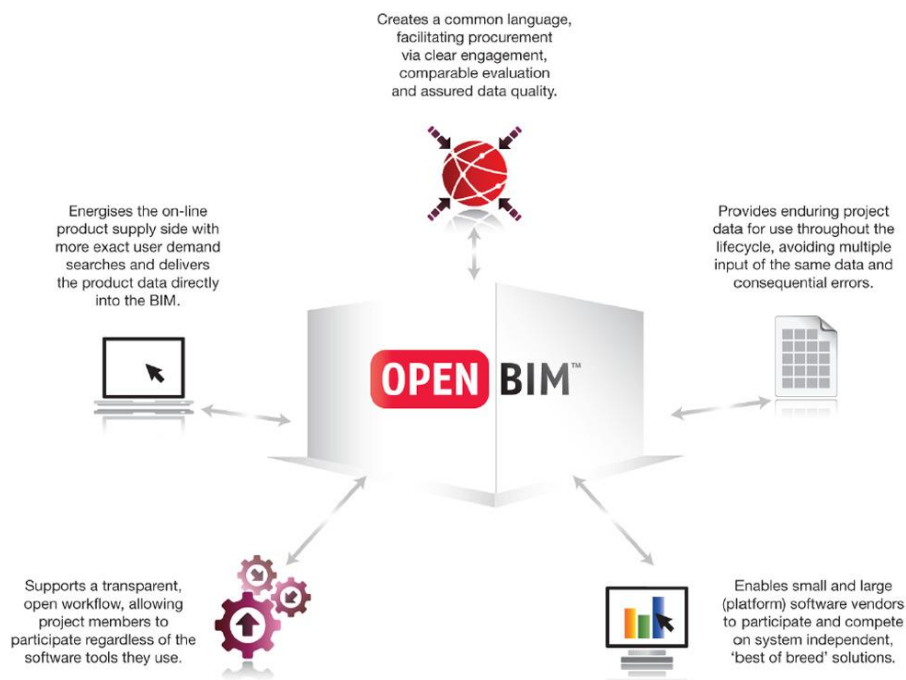 Creates a common language,
facilitating procurement
via clear engagement,
comparable evaluation
and assured data quality.
Energises the on-line
product supply side with
more exact user demand
searches and delivers
the product data directly
into the BIM.
Provides enduring project
data for use throughout the
lifecycle, avoiding multiple
input of the same data and
consequential errors.
OPEN BIM™
Supports a transparent,
open workflow, allowing
project members to
participate regardless of the
software tools they use.
Enables small and large
(platform) software vendors
to participate and compete
on system independent,
‘best of breed’ solutions.